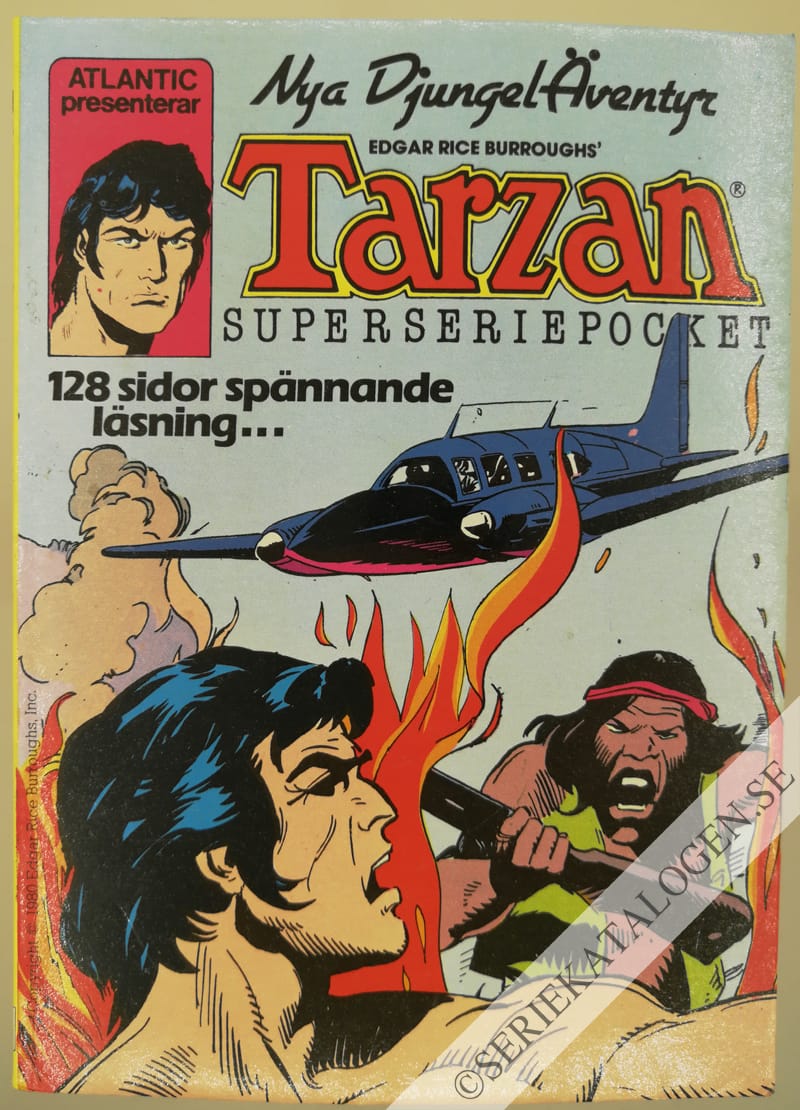 ATLANTIC
presenterar
Nya Djungel-Äventyr
EDGAR RICE BURROUGHS'
Tarzan®
SUPERSERIEPOCKET
128 sidor spännande
läsning...
Copyright © 1980 Edgar Rice Burroughs, Inc.
©SERIEKATALOGEN.SE